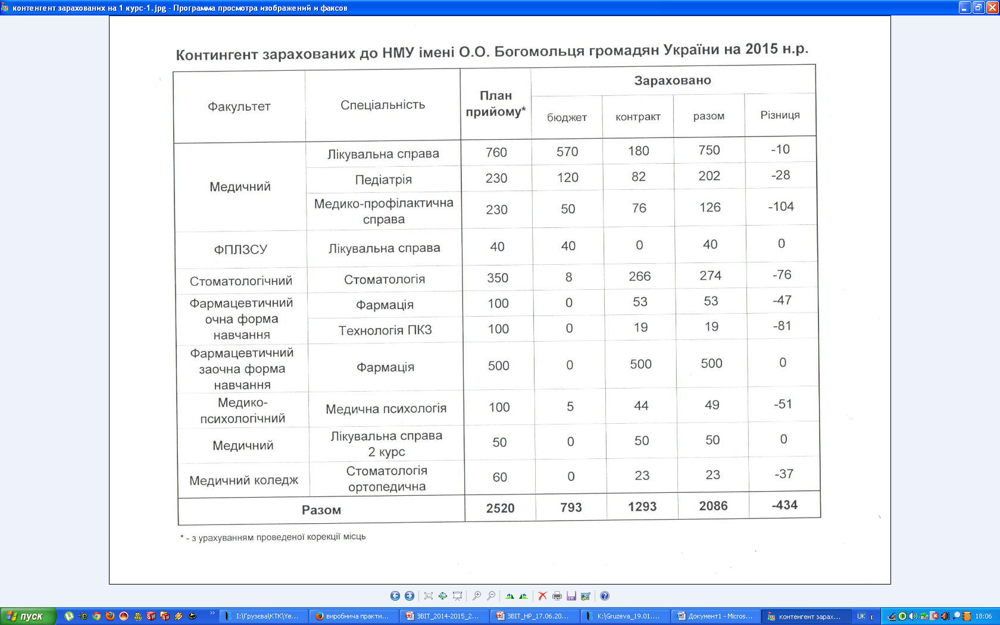 контенгент зарахованих на 1 курс-1.jpg - Программа просмотра изображений и факсов
Контингент зарахованих до НМУ імені О.О. Богомольця громадян України на 2015 н.р.
Факультет Спеціальність План прийому* Зараховано
бюджет контракт разом Різниця
Медичний Лікувальна справа 760 570 180 750 -10
Педіатрія 230 120 82 202 -28
Медико-профілактична
справа 230 50 76 126 -104
ФПЛЗСУ Лікувальна справа 40 40 0 40 0
Стоматологічний Стоматологія 350 8 266 274 -76
Фармацевтичний
очна форма
навчання
Фармація 100 0 53 53 -47
Технологія ПКЗ 100 0 19 19 -81
Фармацевтичний
заочна форма
навчання
Фармація 500 0 500 500 0
Медико-
психологічний
Медична психологія 100 5 44 49 -51
Медичний
Лікувальна справа
2 курс
50 0 50 50 0
Медичний коледж
Стоматологія
ортопедична
60 0 23 23 -37
Разом 2520 793 1293 2086 -434
* - з урахуванням проведеної корекції місць
пуск I:\Грузєва\КТК\Ye... виробнича практи... ЗВІТ_2014-2015_2... ЗВІТ_НР_17.06.20... K:\Gruzeva_19.01.... Документ1 - Micros... контенгент зарах... UK 18:06